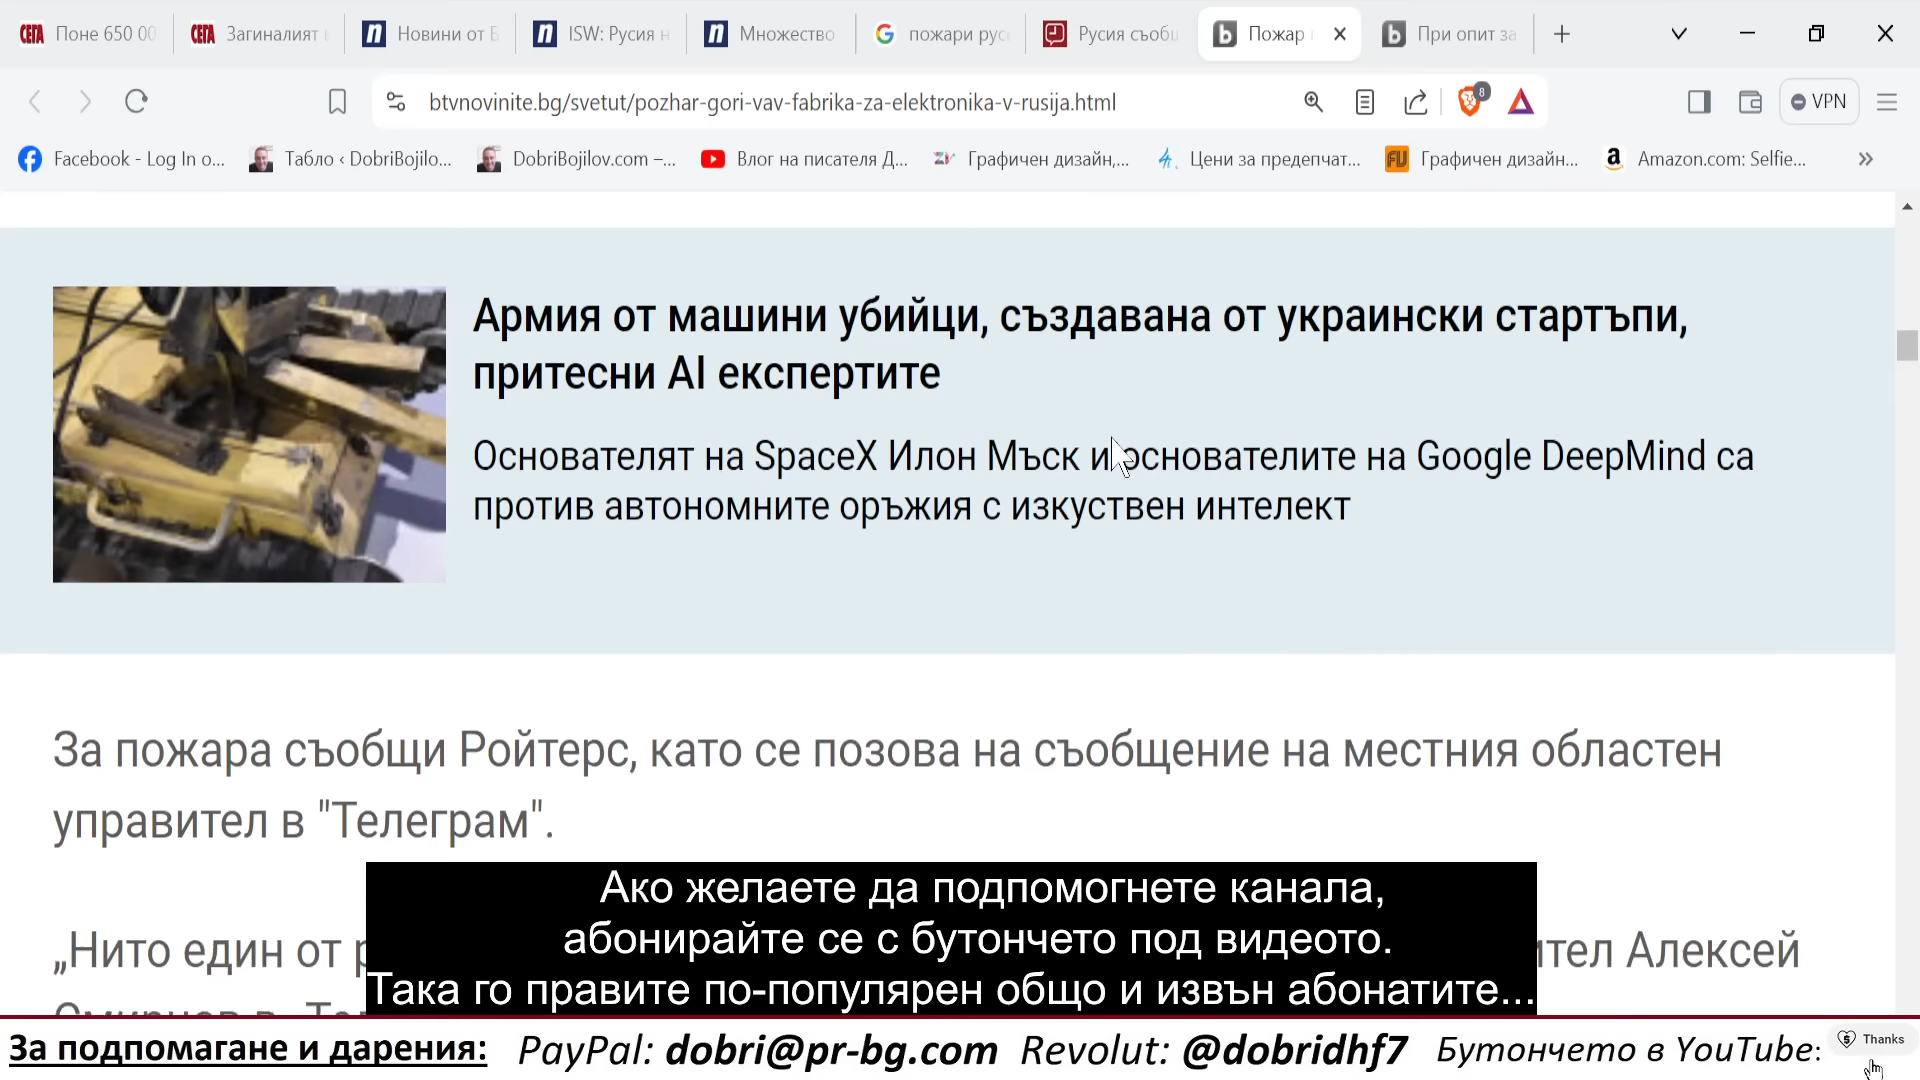 СЕГА Поне 650 00
СЕГА Загиналият
n Новини от Б
n ISW: Русия н
n Множество
G пожари рус
Русия съобщ
b Пожар
b При опит за
btvnovinite.bg/svetut/pozhar-gori-vav-fabrika-za-elektronika-v-rusija.html
8
VPN
Facebook - Log In o...
Табло ‹ DobriBojilo...
DobriBojilov.com –...
Влог на писателя Д...
Графичен дизайн,...
Цени за предепчат...
FU Графичен дизайн...
a Amazon.com: Selfie...
Армия от машини убийци, създавана от украински стартъпи,
притесни AI експертите
Основателят на SpaceX Илон Мъск и основателите на Google DeepMind са
против автономните оръжия с изкуствен интелект
За пожара съобщи Ройтерс, като се позова на съобщение на местния областен
управител в "Телеграм".
„Нито един от
ител Алексей
Ако желаете да подпомогнете канала,
абонирайте се с бутончето под видеото.
Така го правите по-популярен общо и извън абонатите...
За подпомагане и дарения: PayPal: dobri@pr-bg.com Revolut: @dobridhf7 Бутончето в YouTube: Thanks